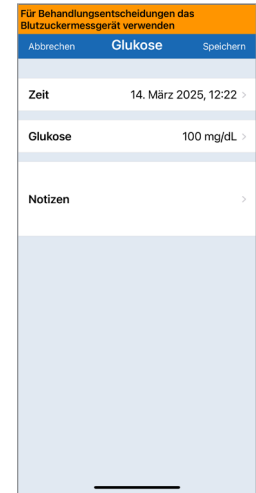 Für Behandlungsentscheidungen das
Blutzuckermessgerät verwenden
Abbrechen Glukose Speichern
Zeit 14. März 2025, 12:22
Glukose 100 mg/dL
Notizen